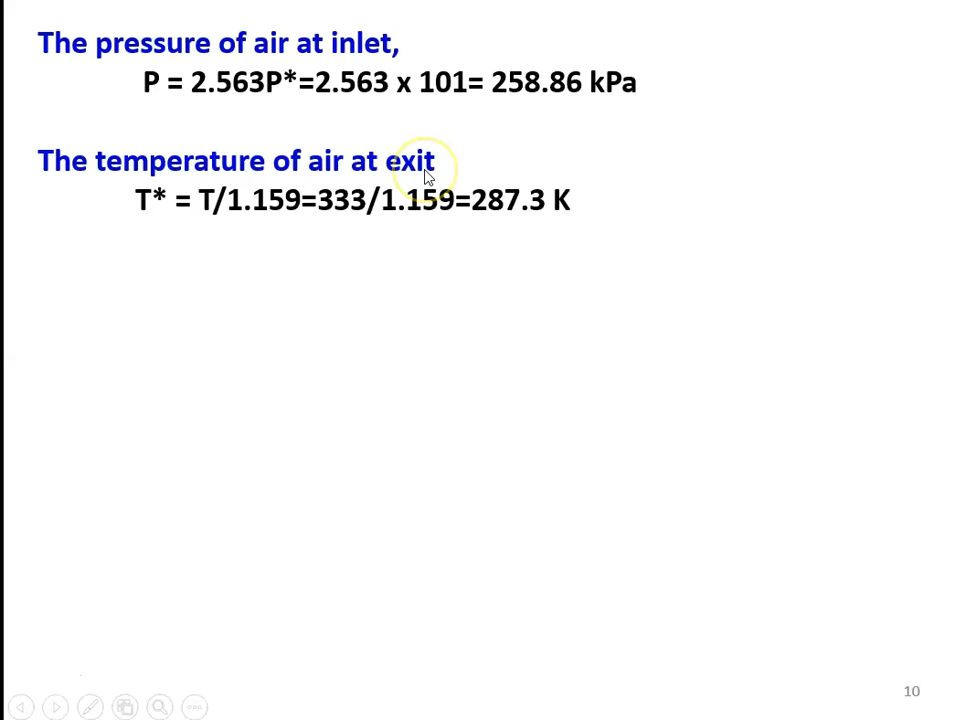 The pressure of air at inlet,
P = 2.563P*=2.563 x 101= 258.86 kPa
The temperature of air at exit
T* = T/1.159=333/1.159=287.3 K
10